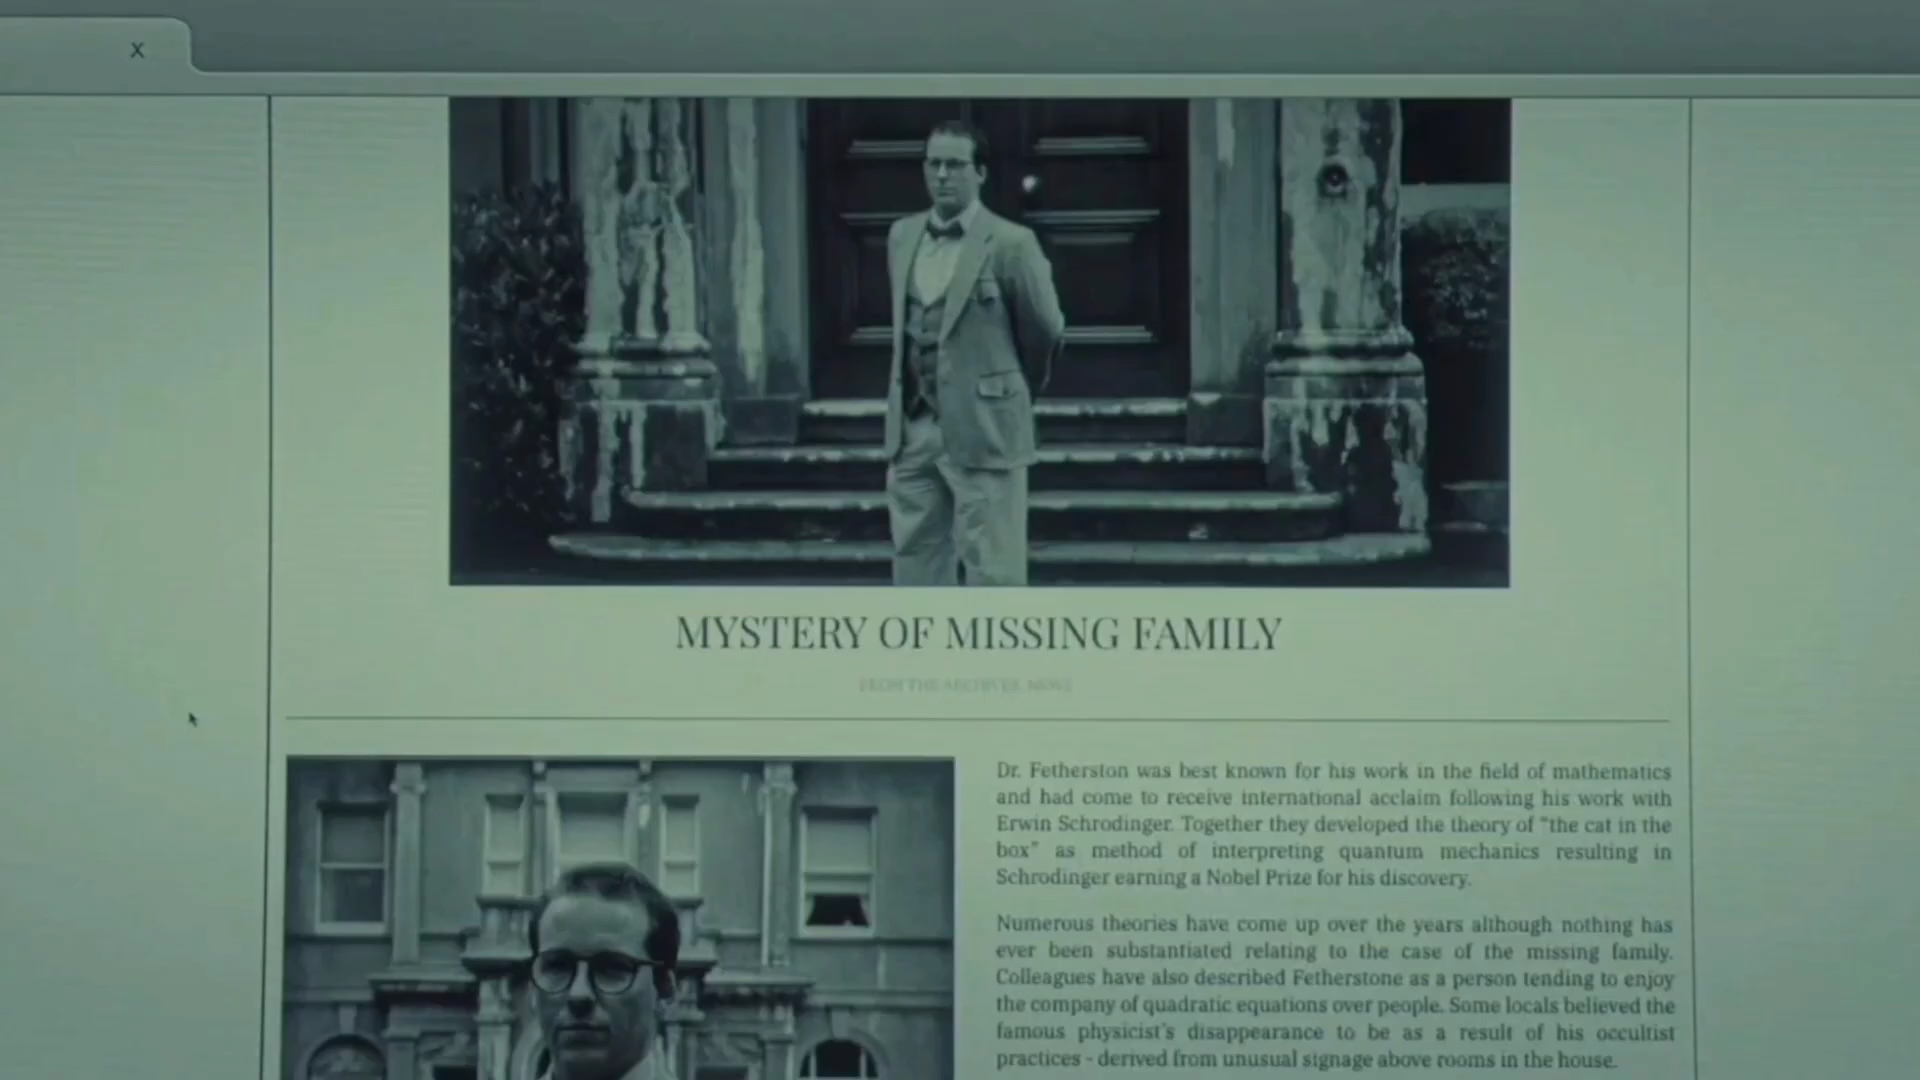 X
MYSTERY OF MISSING FAMILY
FROM THE ARCHIVES, NEWS
Dr. Fetherston was best known for his work in the field of mathematics
and had come to receive international acclaim following his work with
Erwin Schrodinger. Together they developed the theory of "the cat in the
box" as method of interpreting quantum mechanics resulting in
Schrodinger earning a Nobel Prize for his discovery.
Numerous theories have come up over the years although nothing has
ever been substantiated relating to the case of the missing family.
Colleagues have also described Fetherstone as a person tending to enjoy
the company of quadratic equations over people. Some locals believed the
famous physicist's disappearance to be as a result of his occultist
practices - derived from unusual signage above rooms in the house.